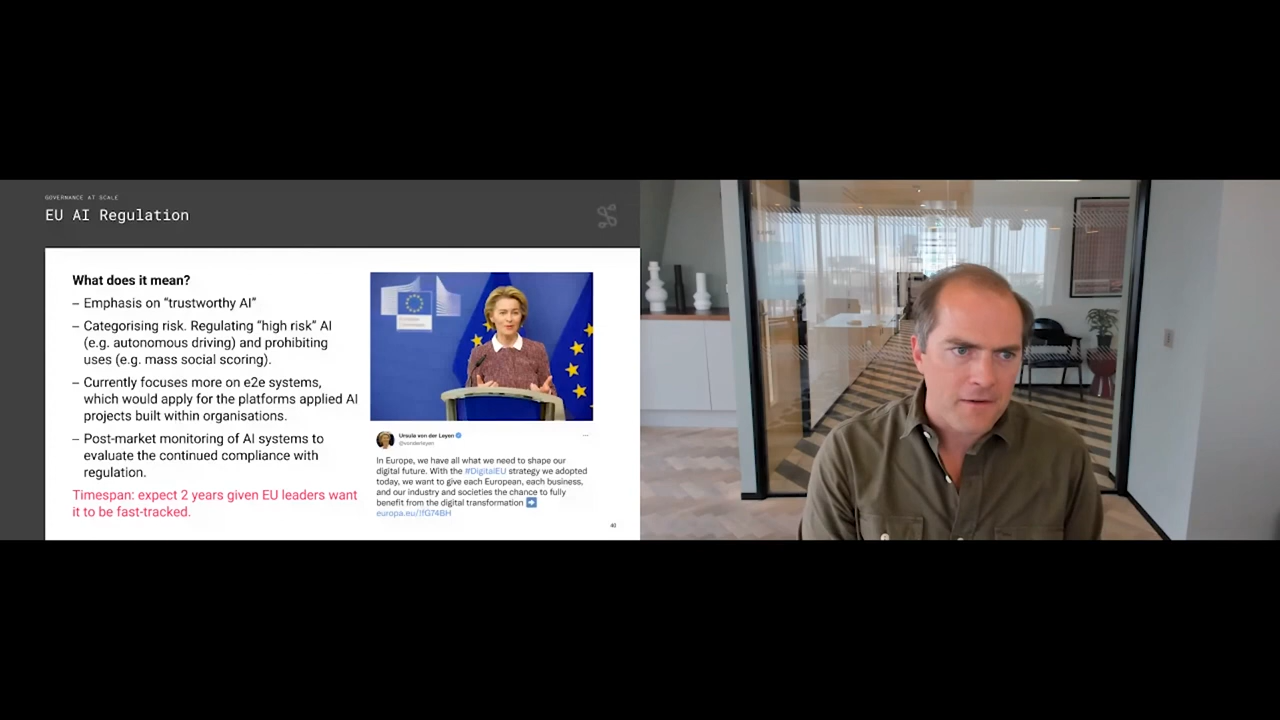 GOVERNANCE AT SCALE
EU AI Regulation
What does it mean?
– Emphasis on “trustworthy AI”
– Categorising risk. Regulating “high risk” AI
(e.g. autonomous driving) and prohibiting
uses (e.g. mass social scoring).
– Currently focuses more on e2e systems,
which would apply for the platforms applied AI
projects built within organisations.
– Post-market monitoring of AI systems to
evaluate the continued compliance with
regulation.
Timespan: expect 2 years given EU leaders want
it to be fast-tracked.
Ursula von der Leyen
@vonderleyen
In Europe, we have all what we need to shape our
digital future. With the #DigitalEU strategy we adopted
today, we want to give each European, each business,
and our industry and societies the chance to fully
benefit from the digital transformation ➡
40